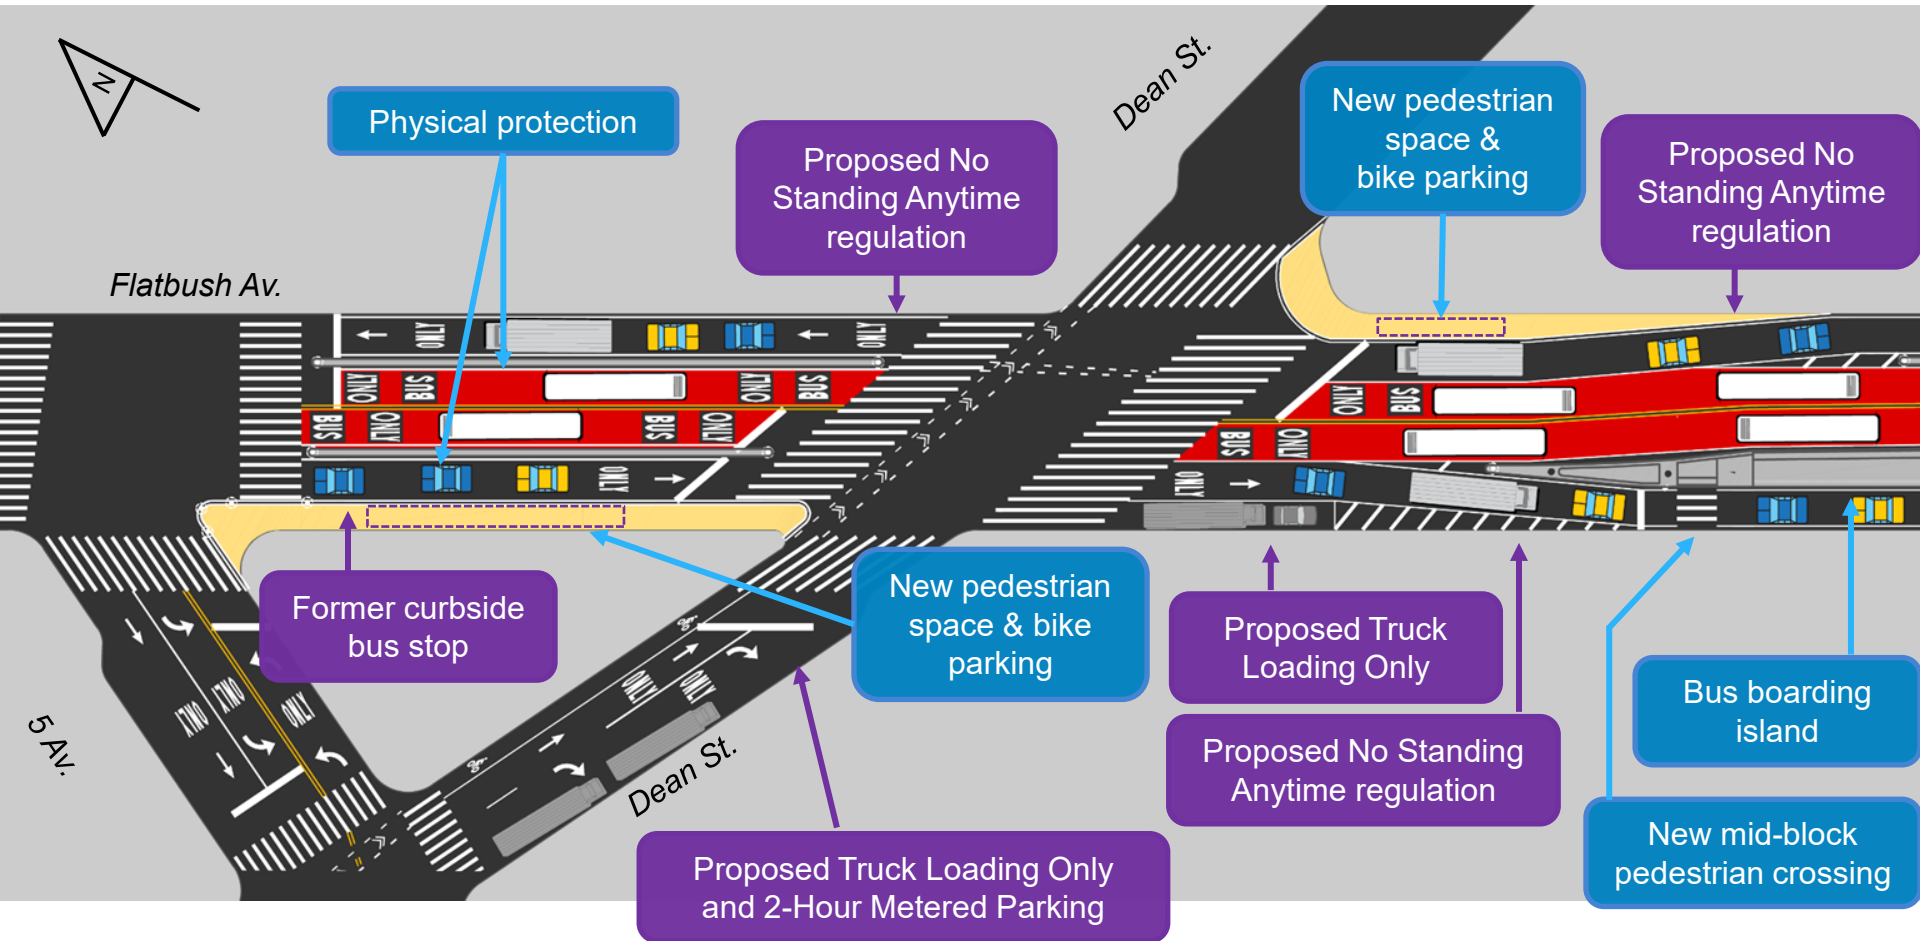 N
Dean St.
New pedestrian
space &
bike parking
Physical protection
Proposed No
Standing Anytime
regulation
Proposed No
Standing Anytime
regulation
Flatbush Av.
ONLY
ONLY
ONLY
BUS
ONLY
BUS
ONLY
BUS
BUS
ONLY
BUS
ONLY
BUS
ONLY
ONLY
ONLY
Former curbside
bus stop
New pedestrian
space & bike
parking
Proposed Truck
Loading Only
Bus boarding
island
5 Av.
ONLY
ONLY
ONLY
ONLY
ONLY
Dean St.
Proposed No Standing
Anytime regulation
New mid-block
pedestrian crossing
Proposed Truck Loading Only
and 2-Hour Metered Parking